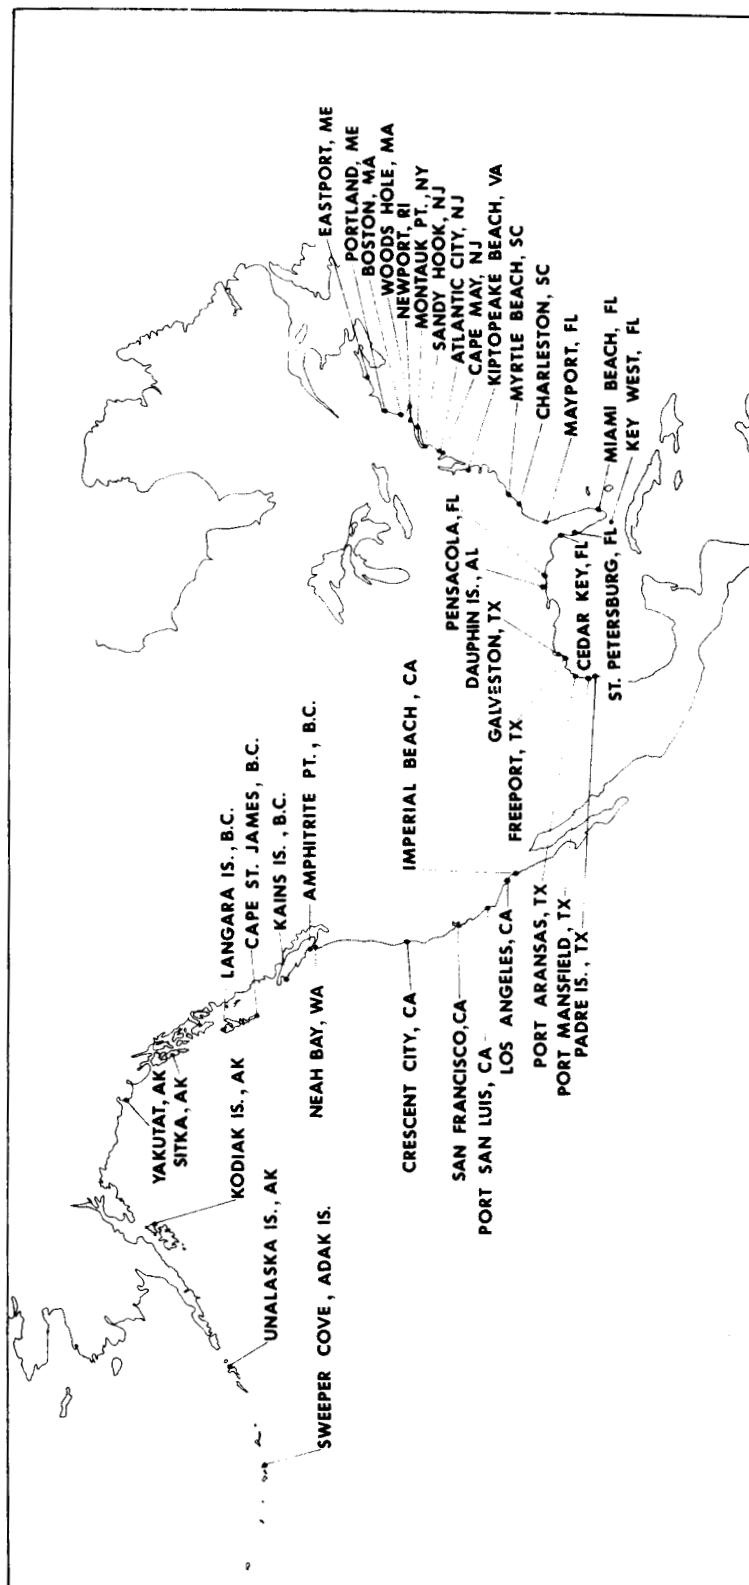 EASTPORT, ME
PORTLAND, ME
BOSTON, MA
WOODS HOLE, MA
NEWPORT, RI
MONTAUK PT., NY
SANDY HOOK, NJ
ATLANTIC CITY, NJ
CAPE MAY, NJ
KIPTOPEAKE BEACH, VA
MYRTLE BEACH, SC
CHARLESTON, SC
MAYPORT, FL
MIAMI BEACH, FL
KEY WEST, FL
PENSACOLA, FL
DAUPHIN IS., AL
GALVESTON, TX
FREEPORT, TX
CEDAR KEY, FL
ST. PETERSBURG, FL
IMPERIAL BEACH, CA
LANGARA IS., B.C.
CAPE ST. JAMES, B.C.
KAINS IS., B.C.
AMPHITRITE PT., B.C.
YAKUTAT, AK
SITKA, AK
KODIAK IS., AK
UNALASKA IS., AK
SWEEPER COVE, ADAK IS.
NEAH BAY, WA
CRESCENT CITY, CA
SAN FRANCISCO, CA
PORT SAN LUIS, CA
LOS ANGELES, CA
PORT ARANSAS, TX
PORT MANSFIELD, TX
PADRE IS., TX